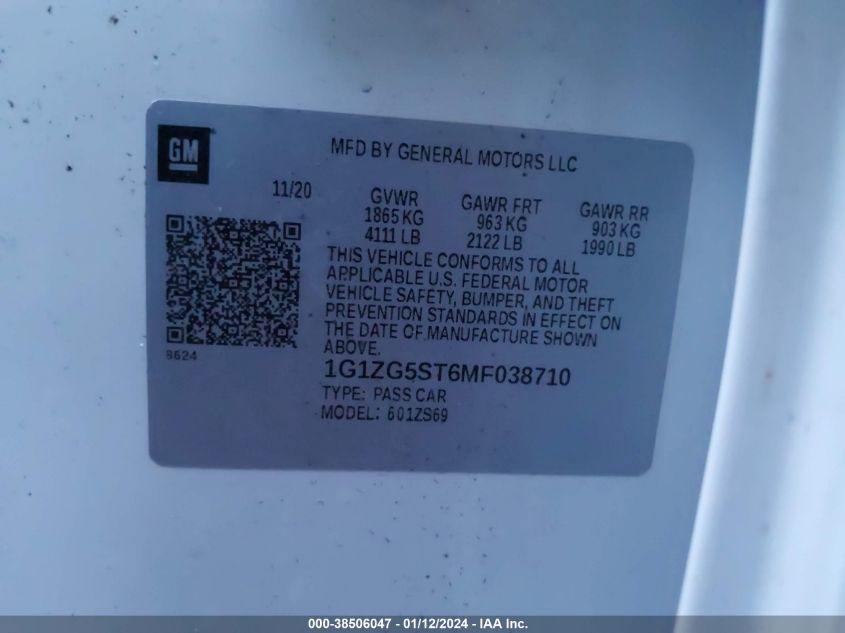 GM
MFD BY GENERAL MOTORS LLC
11/20
GVWR
1865 KG
4111 LB
GAWR FRT
963 KG
2122 LB
GAWR RR
903 KG
1990 LB
THIS VEHICLE CONFORMS TO ALL
APPLICABLE U.S. FEDERAL MOTOR
VEHICLE SAFETY, BUMPER, AND THEFT
PREVENTION STANDARDS IN EFFECT ON
THE DATE OF MANUFACTURE SHOWN
ABOVE.
8624
1G1ZG5ST6MF038710
TYPE: PASS CAR
MODEL: 601ZS69
000-38506047 — 01/12/2024 — IAA Inc.